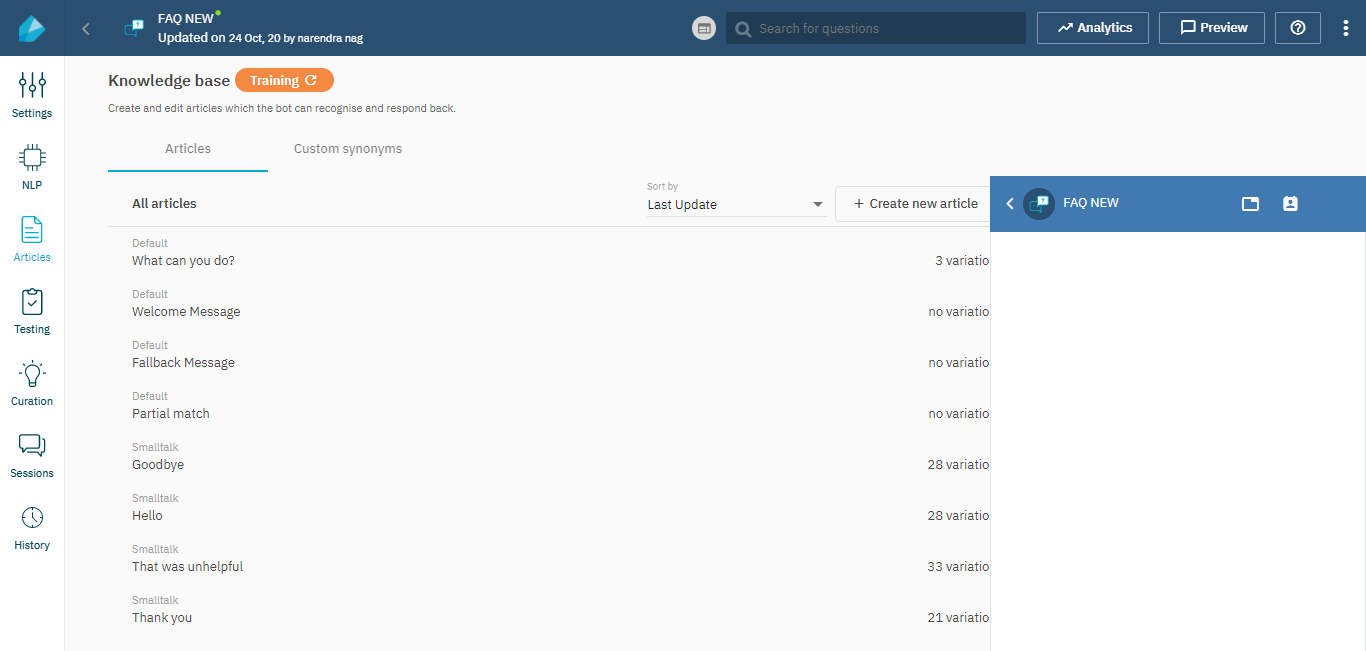 FAQ NEW
Updated on 24 Oct, 20 by narendra nag
Search for questions
Analytics
Preview
Settings
NLP
Articles
Testing
Curation
Sessions
History
Knowledge base
Training
Create and edit articles which the bot can recognise and respond back.
Articles
Custom synonyms
All articles
Sort by
Last Update
+ Create new article
Default
What can you do?
3 variatio
Default
Welcome Message
no variatio
Default
Fallback Message
no variatio
Default
Partial match
no variatio
Smalltalk
Goodbye
28 variatio
Smalltalk
Hello
28 variatio
Smalltalk
That was unhelpful
33 variatio
Smalltalk
Thank you
21 variatio
FAQ NEW